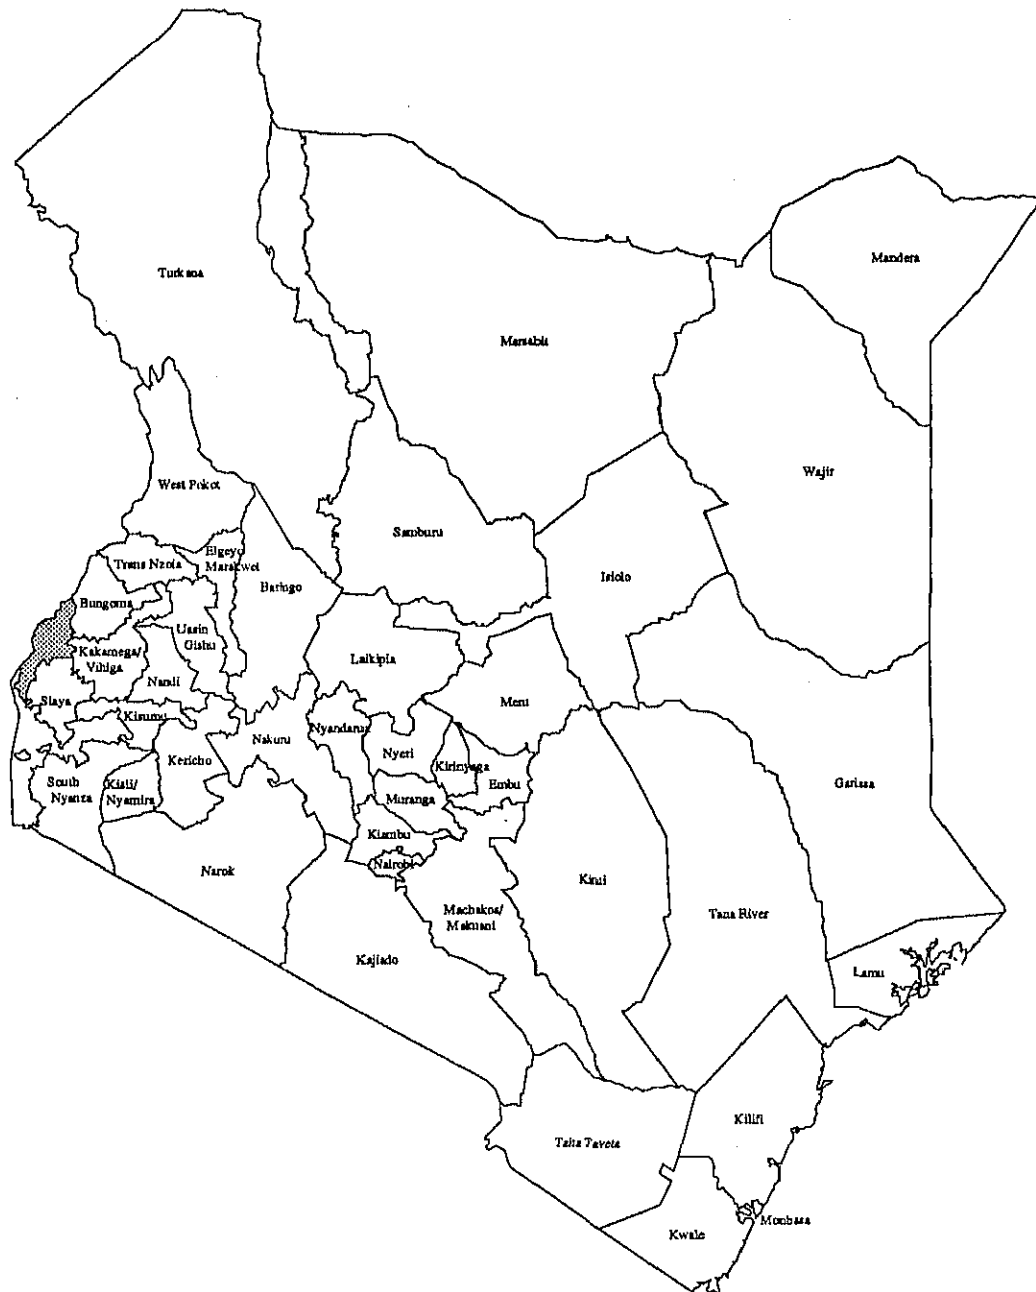 Turkana
Mandera
Marsabit
Wajir
West Pokot
Samburu
Elgeyo
Marakwet
Trans Nzoia
Baringo
Isiolo
Bungoma
Uasin
Gishu
Kakamega/
Vihiga
Laikipia
Nandi
Siaya
Meru
Kisumu
Nyandarua
Nakuru
Nyeri
Kericho
Kirinyaga
South
Nyanza
Kisii/
Nyamira
Embu
Garissa
Muranga
Kiambu
Nairobi
Narok
Kitui
Machakos/
Makuani
Tana River
Kajiado
Lamu
Kilifi
Taita Taveta
Mombasa
Kwale